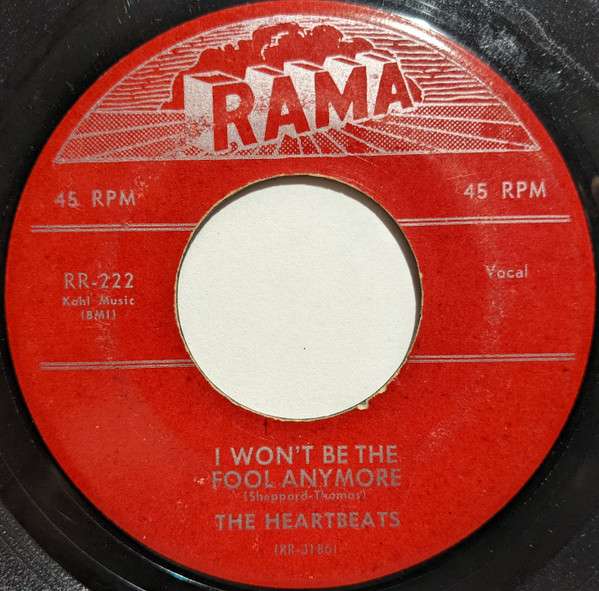 RAMA
45 RPM
45 RPM
RR-222
Kahl Music
(BMI)
Vocal
I WON'T BE THE
FOOL ANYMORE
(Sheppard-Thomas)
THE HEARTBEATS
(RR-3186)